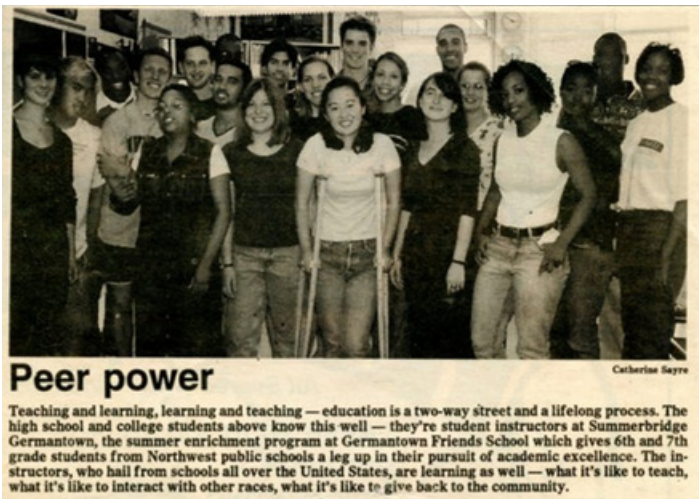 Peer power
Catherine Sayre
Teaching and learning, learning and teaching — education is a two-way street and a lifelong process. The
high school and college students above know this well — they're student instructors at Summerbridge
Germantown, the summer enrichment program at Germantown Friends School which gives 6th and 7th
grade students from Northwest public schools a leg up in their pursuit of academic excellence. The in-
structors, who hail from schools all over the United States, are learning as well — what it's like to teach,
what it's like to interact with other races, what it's like to give back to the community.